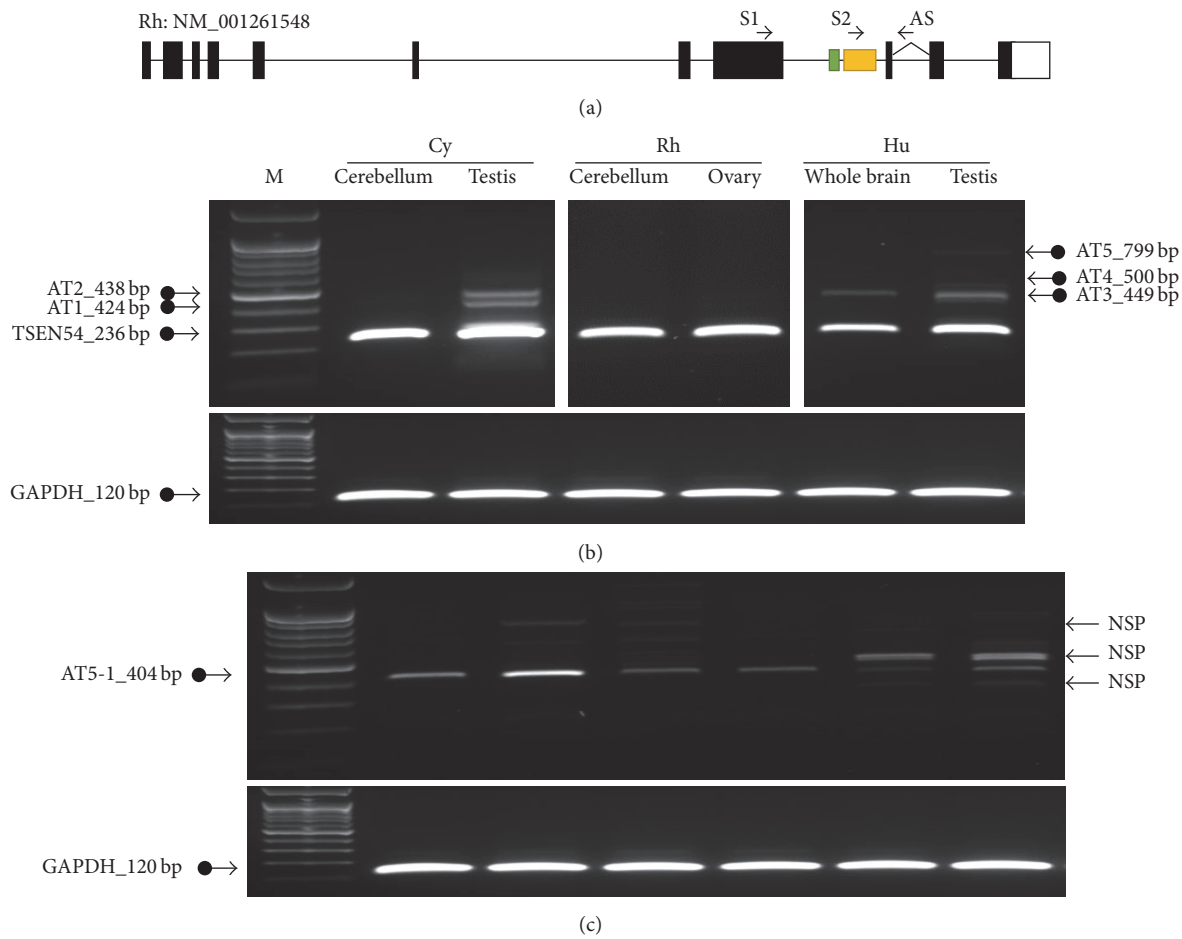 Rh: NM_001261548
S1
S2
AS
(a)
Cy
Rh
Hu
M
Cerebellum
Testis
Cerebellum
Ovary
Whole brain
Testis
AT2_438 bp
AT1_424 bp
TSEN54_236 bp
AT5_799 bp
AT4_500 bp
AT3_449 bp
GAPDH_120 bp
(b)
AT5-1_404 bp
NSP
NSP
NSP
GAPDH_120 bp
(c)